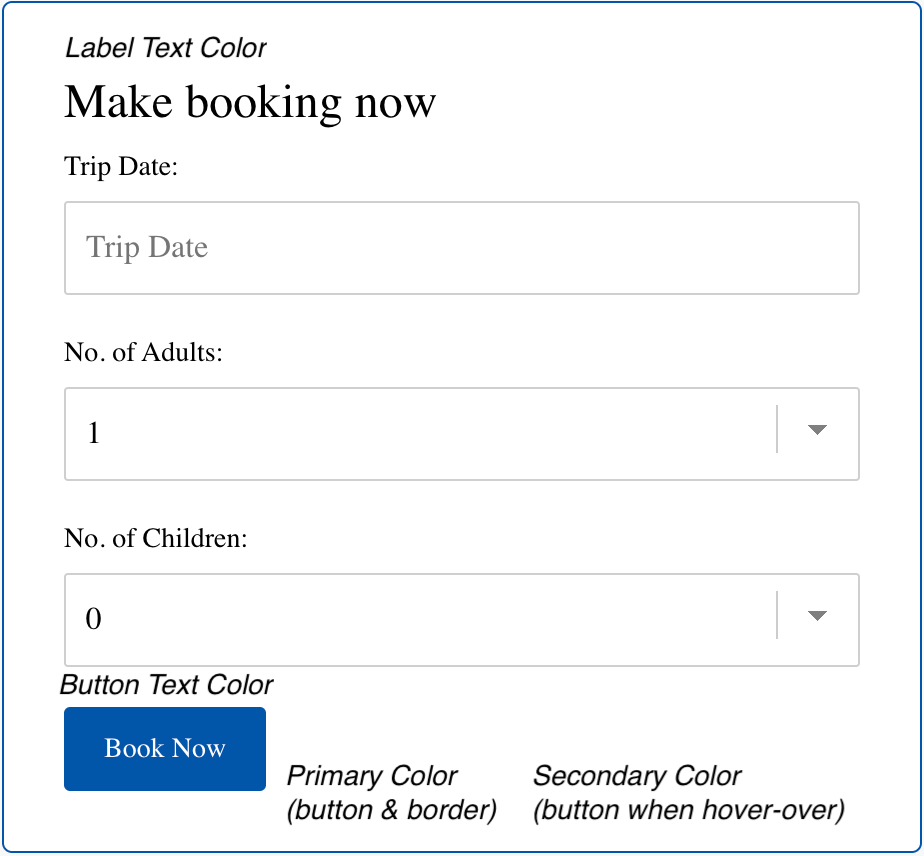 Label Text Color
Make booking now
Trip Date:
Trip Date
No. of Adults:
1
No. of Children:
0
Button Text Color
Book Now
Primary Color
(button & border)
Secondary Color
(button when hover-over)